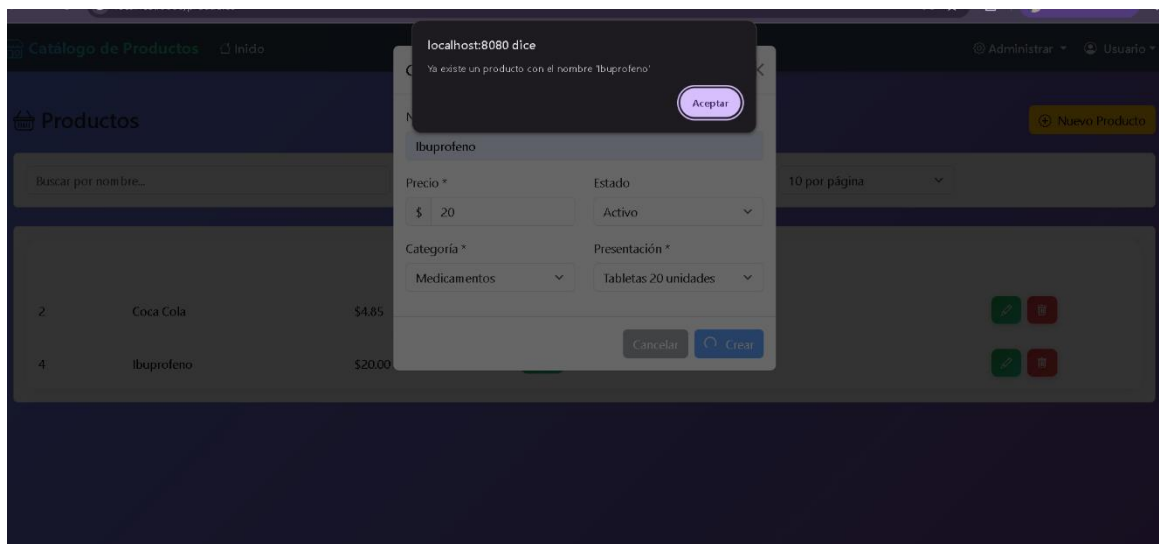 localhost:8080 dice
Ya existe un producto con el nombre 'Ibuprofeno'
Aceptar
Catálogo de Productos Inicio Administrar Usuario
Productos Nuevo Producto
Ibuprofeno
Buscar por nombre... 10 por página
Precio * Estado
$ 20 Activo
Categoría * Presentación *
Medicamentos Tabletas 20 unidades
2 Coca Cola $4.85
Cancelar Crear
4 Ibuprofeno $20.00